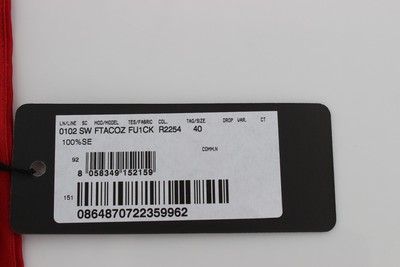 LN/LINE SC MOD/MODEL TES/FABRIC COL. TAG/SIZE DROP VAR. CT
0102 SW FTACOZ FU1CK R2254 40
100%SE
COMM.N
92
8 058349 152159
151
0864870722359962